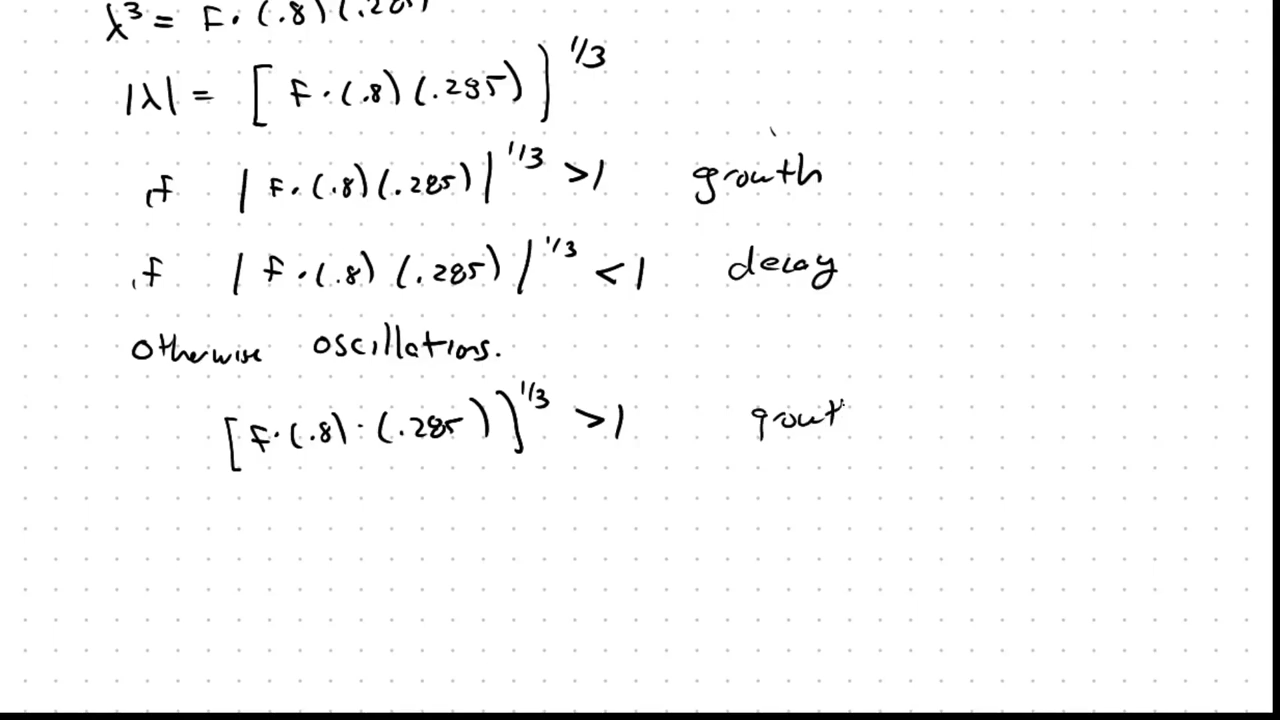 λ³ = F · (.8)(.285)
|λ| = [ F · (.8)(.285) ]^1/3
if | F · (.8)(.285) |^1/3 > 1 growth
if | F · (.8)(.285) |^1/3 < 1 decay
otherwise oscillations.
[F · (.8) · (.285)]^1/3 > 1 grout